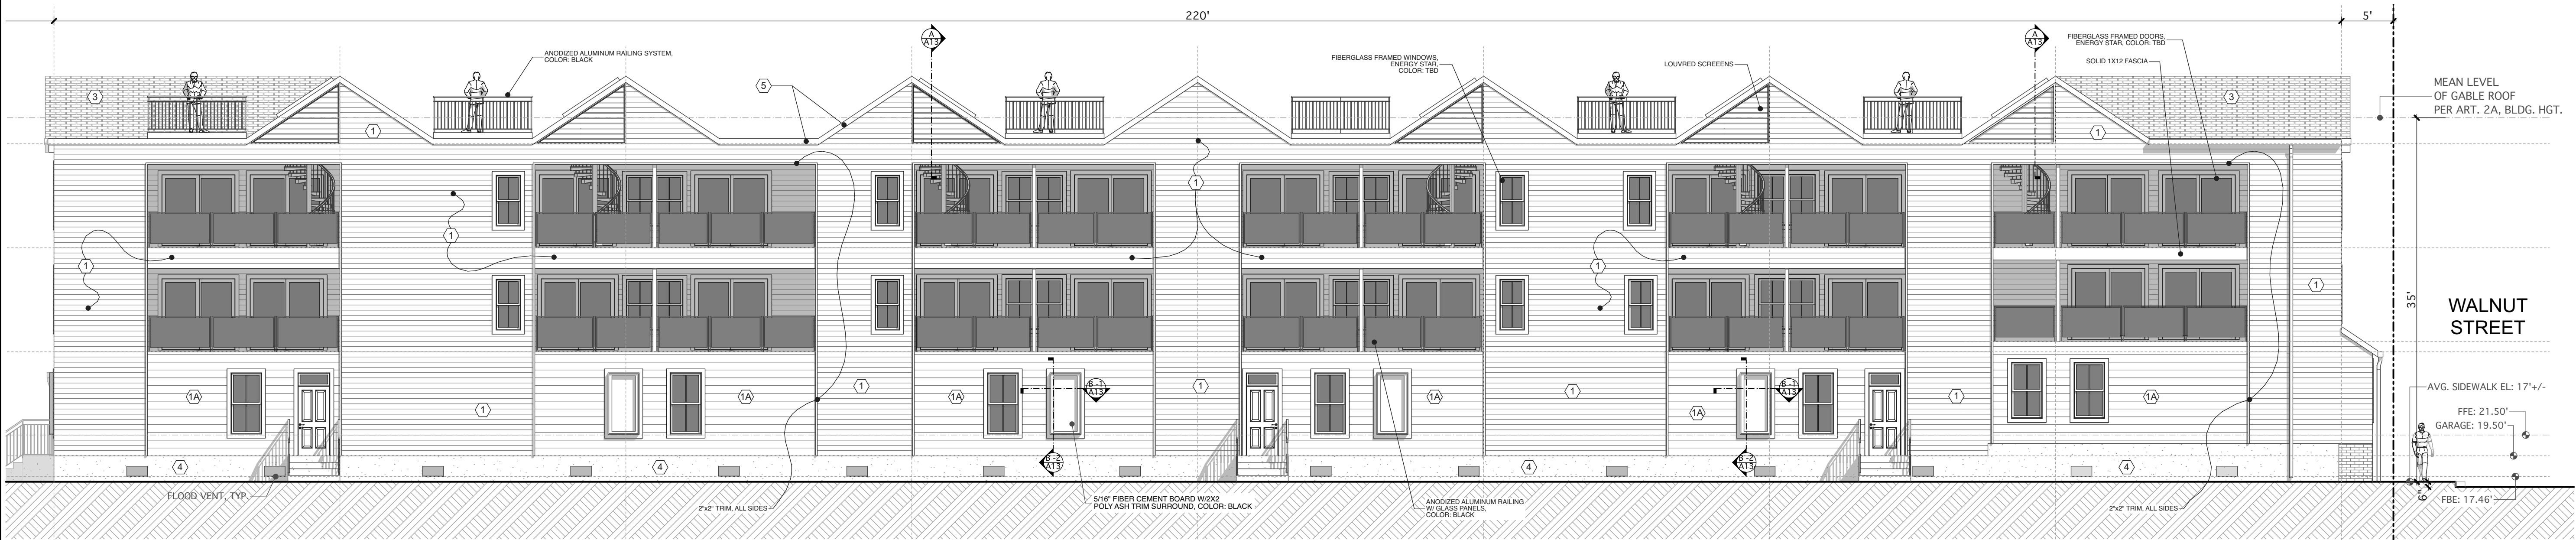 220'
5'
A
A13
A
A13
ANODIZED ALUMINUM RAILING SYSTEM,
COLOR: BLACK
FIBERGLASS FRAMED WINDOWS,
ENERGY STAR,
COLOR: TBD
LOUVRED SCREEENS
FIBERGLASS FRAMED DOORS,
ENERGY STAR, COLOR: TBD
SOLID 1X12 FASCIA
MEAN LEVEL
OF GABLE ROOF
PER ART. 2A, BLDG. HGT.
3
5
3
1
1
1
1
1
1
1
1
35'
WALNUT
STREET
1A
1
1A
1
1A
B -1
A13
1
1A
1
1A
B -1
A13
1
1A
AVG. SIDEWALK EL: 17'+/-
FFE: 21.50'
GARAGE: 19.50'
4
4
B -2
A13
4
B -2
A13
4
FLOOD VENT, TYP.
2"x2" TRIM, ALL SIDES
5/16" FIBER CEMENT BOARD W/2X2
POLY ASH TRIM SURROUND, COLOR: BLACK
ANODIZED ALUMINUM RAILING
W/ GLASS PANELS,
COLOR: BLACK
2"x2" TRIM, ALL SIDES
6"
FBE: 17.46'